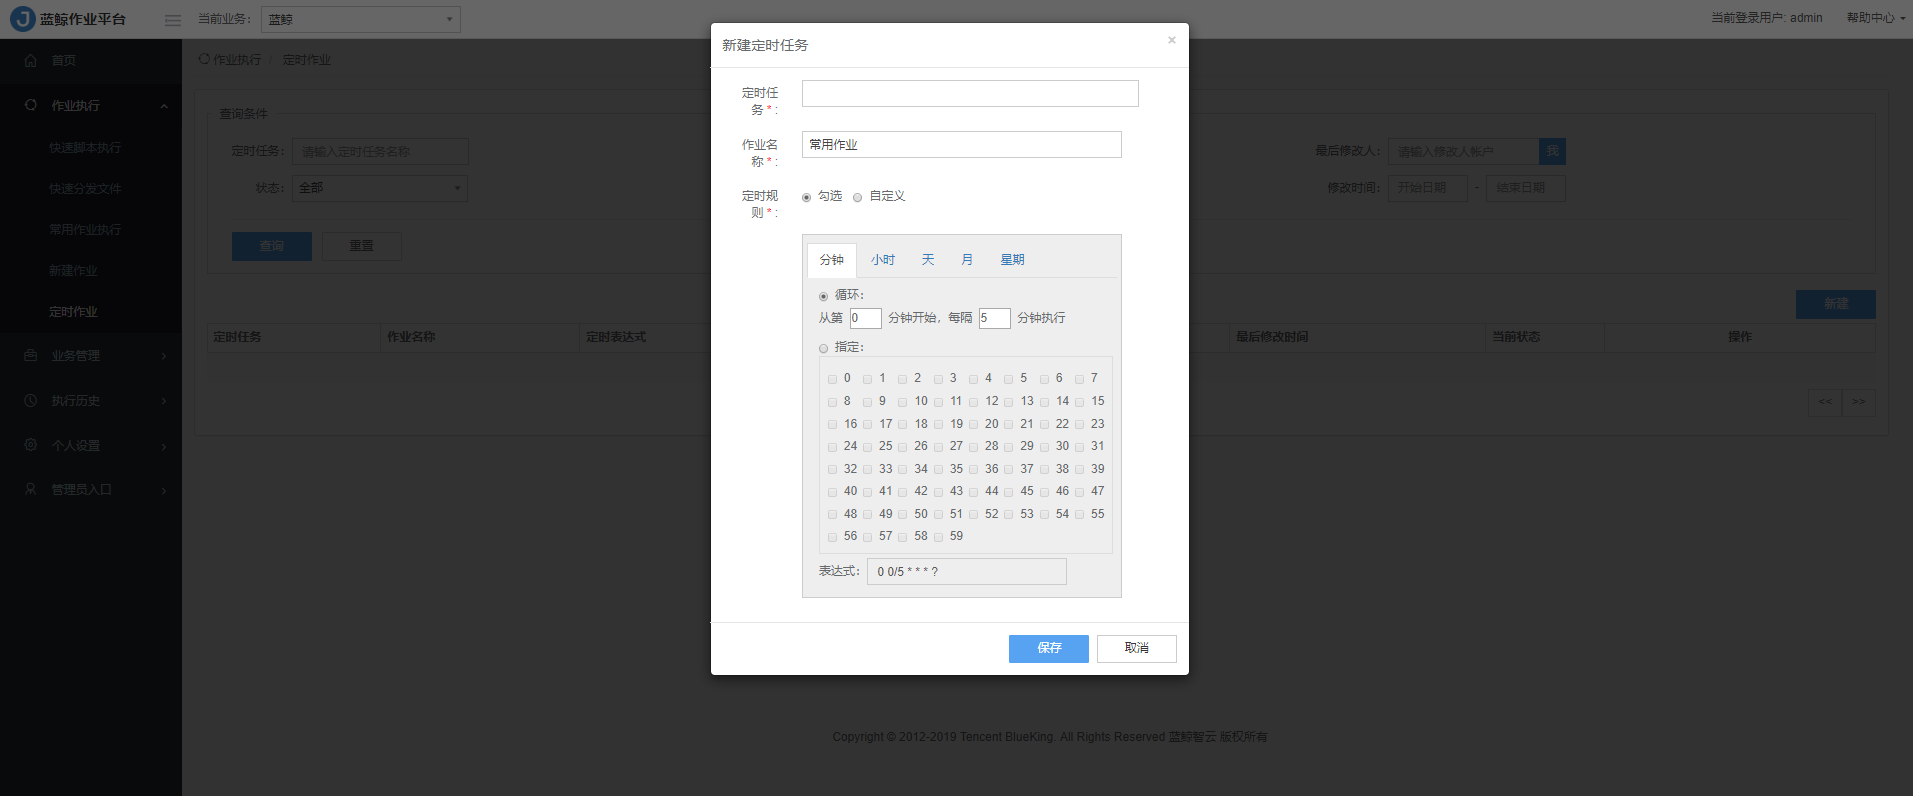 蓝鲸作业平台 当前业务: 蓝鲸 当前登录用户: admin 帮助中心
首页
作业执行
快速脚本执行
快速分发文件
常用作业执行
新建作业
定时作业
业务管理
执行历史
个人设置
管理员入口
作业执行 / 定时作业
查询条件
定时任务: 请输入定时任务名称 最后修改人: 请输入修改人帐户 我
状态: 全部 修改时间: 开始日期 - 结束日期
查询 重置
新建
定时任务 作业名称 定时表达式 最后修改时间 当前状态 操作
<< >>
新建定时任务 ×
定时任
务 * :
作业名
称 * :
常用作业
定时规
则 * :
勾选 自定义
分钟 小时 天 月 星期
循环:
从第 0 分钟开始, 每隔 5 分钟执行
指定:
0 1 2 3 4 5 6 7
8 9 10 11 12 13 14 15
16 17 18 19 20 21 22 23
24 25 26 27 28 29 30 31
32 33 34 35 36 37 38 39
40 41 42 43 44 45 46 47
48 49 50 51 52 53 54 55
56 57 58 59
表达式: 0 0/5 * * * ?
保存 取消
Copyright © 2012-2019 Tencent BlueKing. All Rights Reserved 蓝鲸智云 版权所有